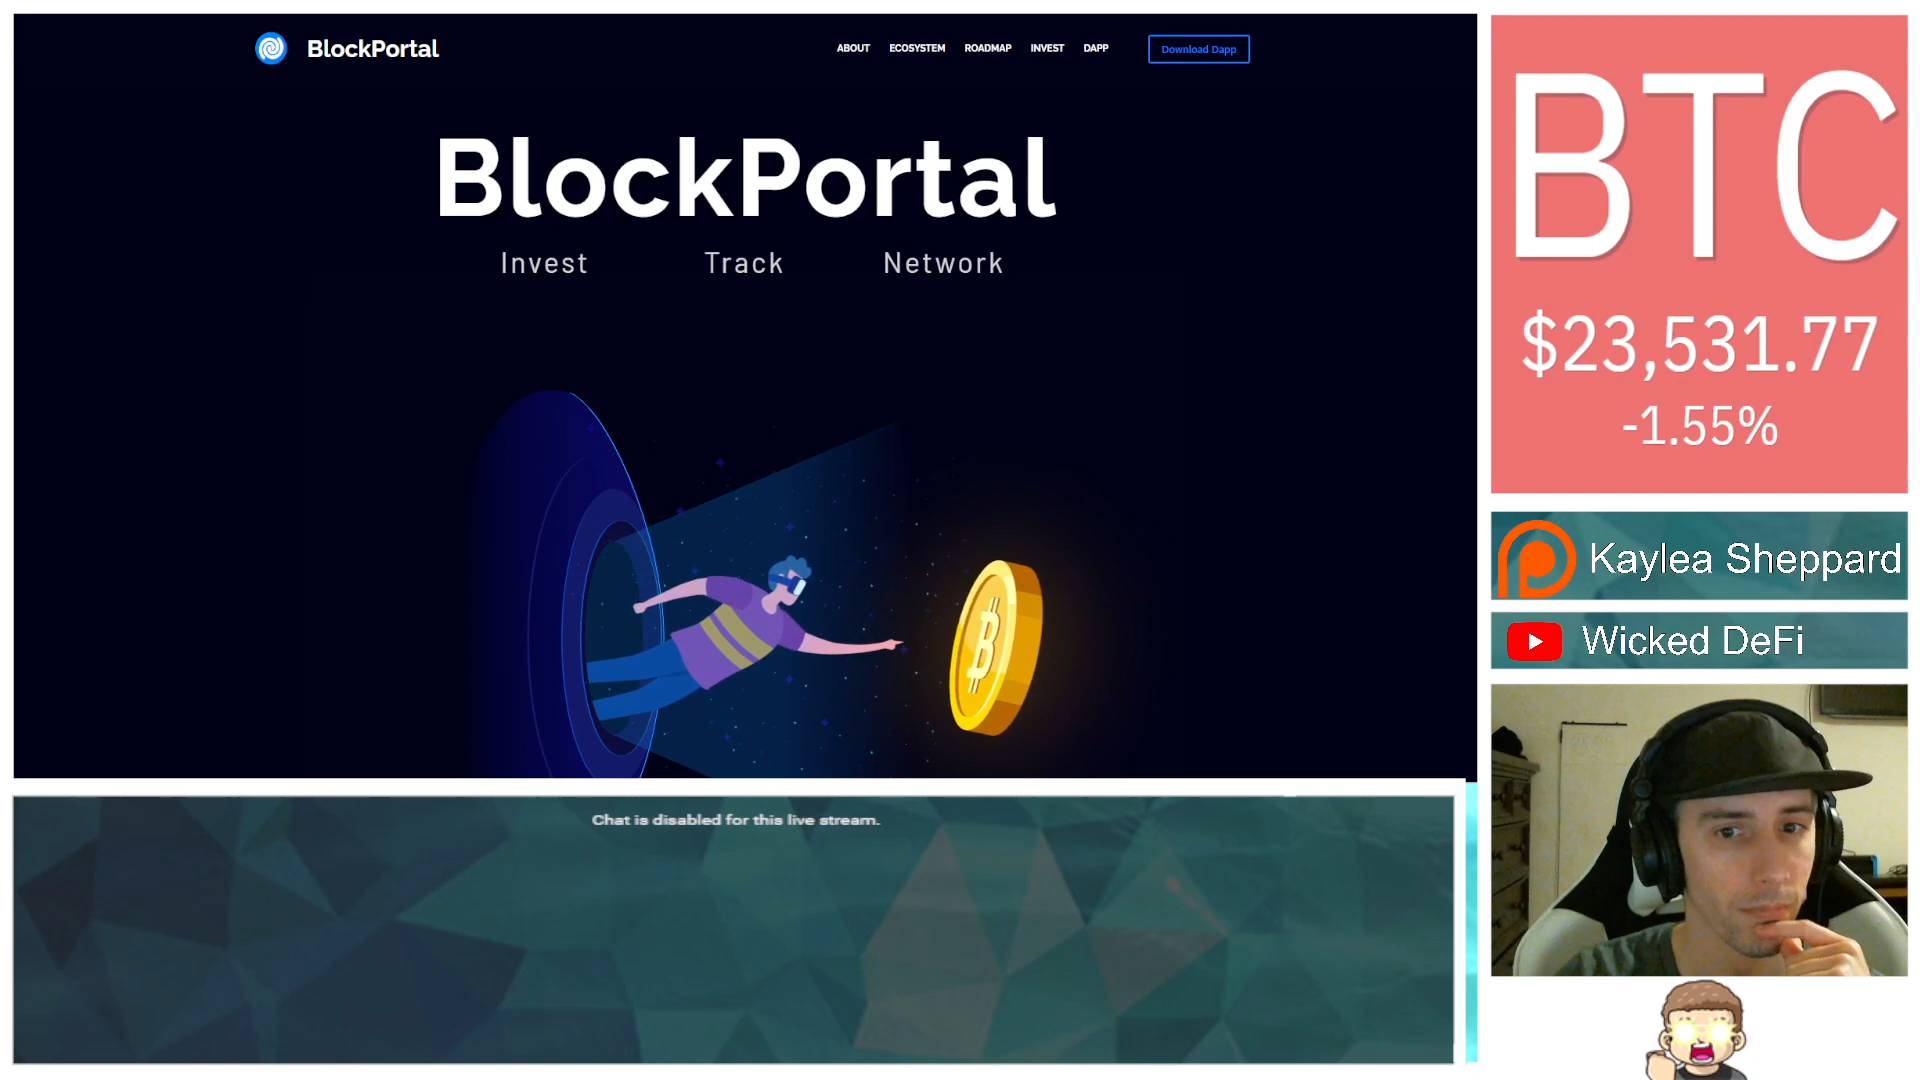 BlockPortal
ABOUT ECOSYSTEM ROADMAP INVEST DAPP Download Dapp
BlockPortal
Invest Track Network
Chat is disabled for this live stream.
BTC
$23,531.77
-1.55%
Kaylea Sheppard
Wicked DeFi